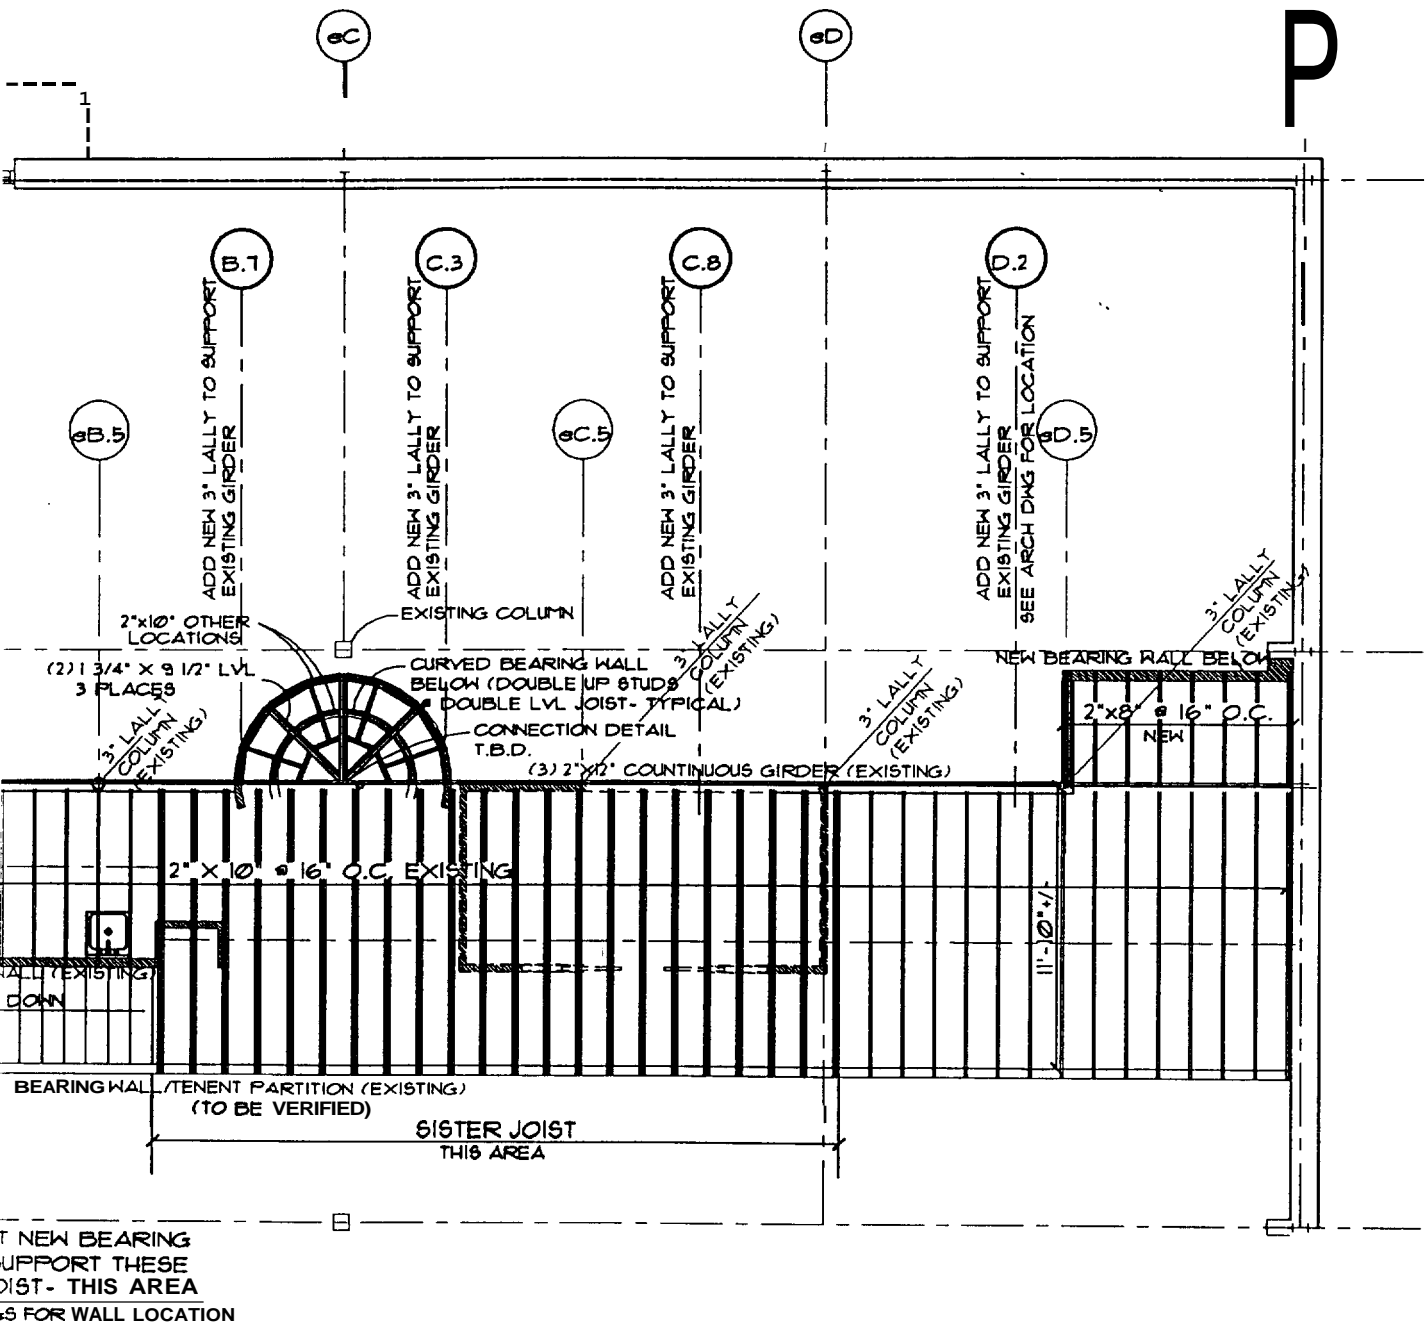 eC
eD
P
1
B.7
C.3
C.8
D.2
ADD NEW 3" LALLY TO SUPPORT
EXISTING GIRDER
ADD NEW 3" LALLY TO SUPPORT
EXISTING GIRDER
ADD NEW 3" LALLY TO SUPPORT
EXISTING GIRDER
ADD NEW 3" LALLY TO SUPPORT
EXISTING GIRDER
SEE ARCH DWG FOR LOCATION
eB.5
eC.5
eD.5
2"x10" OTHER
LOCATIONS
EXISTING COLUMN
(2) 1 3/4" X 9 1/2" LVL
3 PLACES
CURVED BEARING WALL
BELOW (DOUBLE UP STUDS
@ DOUBLE LVL JOIST- TYPICAL)
CONNECTION DETAIL
T.B.D.
3" LALLY
COLUMN
(EXISTING)
3" LALLY
COLUMN
(EXISTING)
3" LALLY
COLUMN
(EXISTING)
3" LALLY
COLUMN
(EXISTING)
NEW BEARING WALL BELOW
2"x8" @ 16" O.C.
NEW
(3) 2"X12" COUNTINUOUS GIRDER (EXISTING)
2" X 10" @ 16" O.C. EXISTING
11'-10"+/-
(EXISTING)
DOWN
BEARING WALL/TENENT PARTITION (EXISTING)
(TO BE VERIFIED)
SISTER JOIST
THIS AREA
T NEW BEARING
SUPPORT THESE
OIST- THIS AREA
GS FOR WALL LOCATION